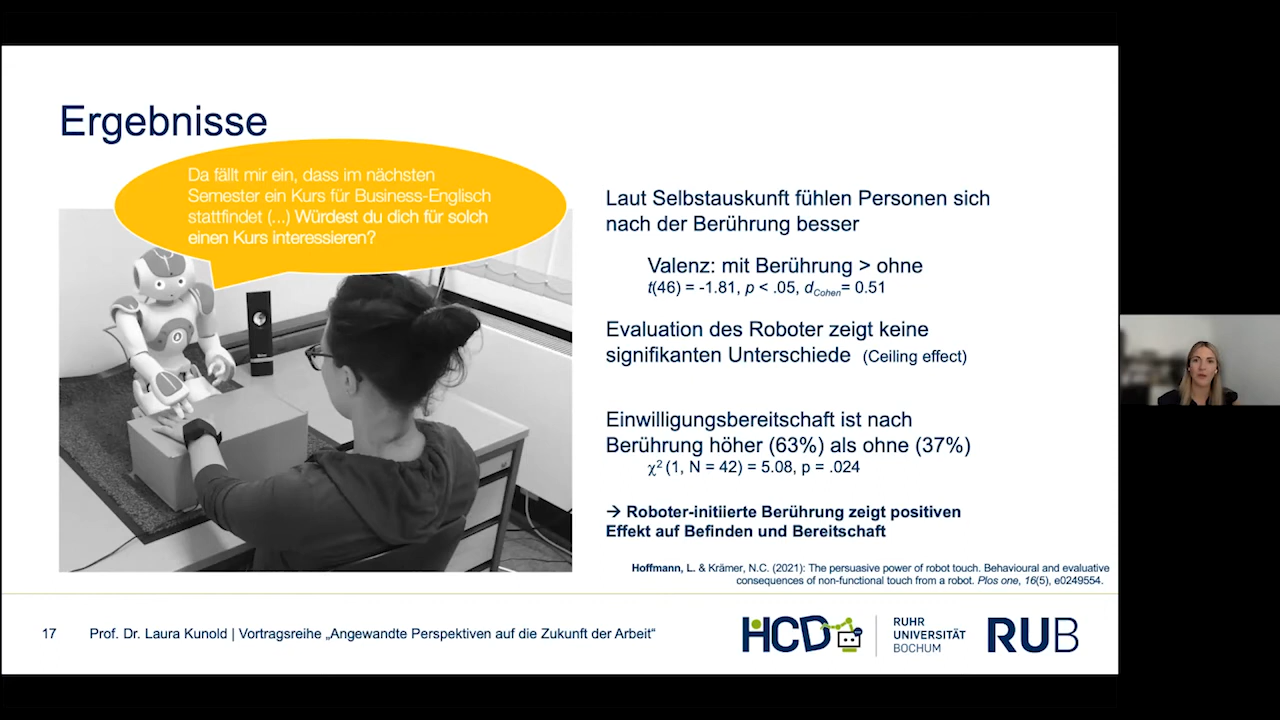 Ergebnisse
Da fällt mir ein, dass im nächsten
Semester ein Kurs für Business-Englisch
stattfindet (...) Würdest du dich für solch
einen Kurs interessieren?
Laut Selbstauskunft fühlen Personen sich
nach der Berührung besser
Valenz: mit Berührung > ohne
t(46) = -1.81, p < .05, dCohen= 0.51
Evaluation des Roboter zeigt keine
signifikanten Unterschiede (Ceiling effect)
Einwilligungsbereitschaft ist nach
Berührung höher (63%) als ohne (37%)
χ² (1, N = 42) = 5.08, p = .024
→ Roboter-initiierte Berührung zeigt positiven
Effekt auf Befinden und Bereitschaft
Hoffmann, L. & Krämer, N.C. (2021): The persuasive power of robot touch. Behavioural and evaluative
consequences of non-functional touch from a robot. Plos one, 16(5), e0249554.
17 Prof. Dr. Laura Kunold | Vortragsreihe „Angewandte Perspektiven auf die Zukunft der Arbeit“
HCD
RUHR
UNIVERSITÄT
BOCHUM
RUB